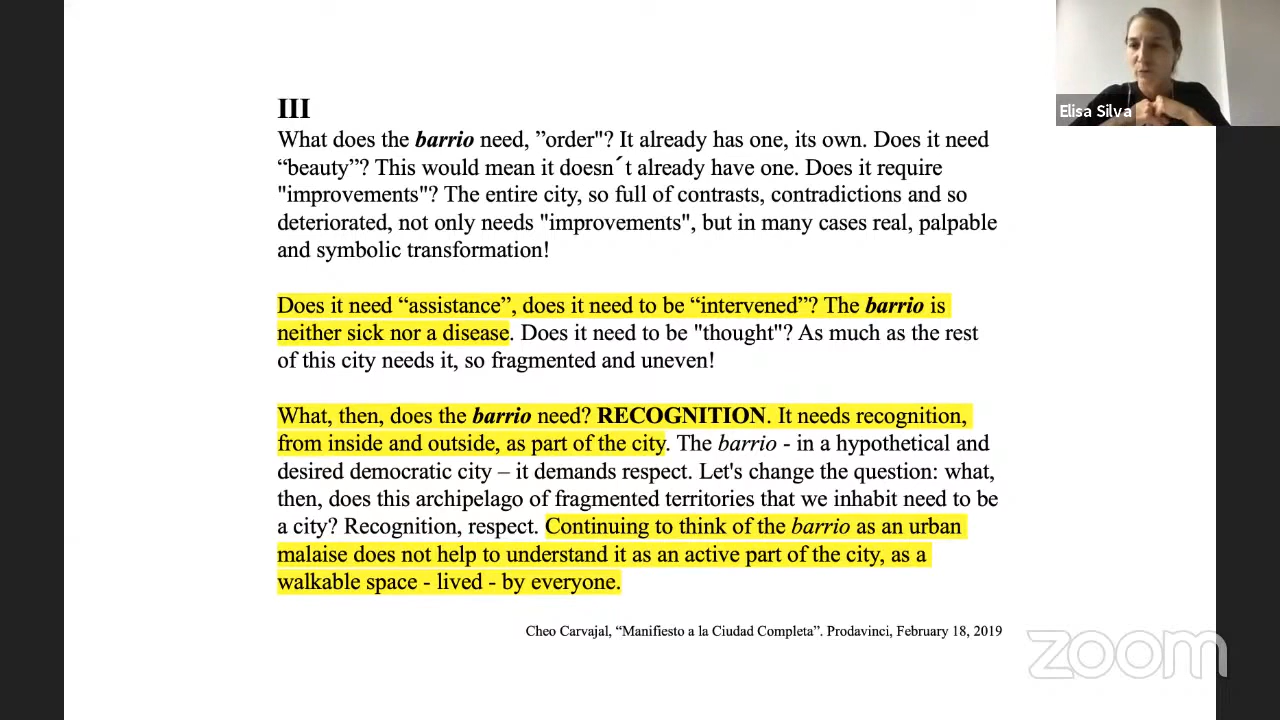 III
What does the barrio need, ”order"? It already has one, its own. Does it need
“beauty”? This would mean it doesn´t already have one. Does it require
"improvements"? The entire city, so full of contrasts, contradictions and so
deteriorated, not only needs "improvements", but in many cases real, palpable
and symbolic transformation!
Does it need “assistance”, does it need to be “intervened”? The barrio is
neither sick nor a disease. Does it need to be "thought"? As much as the rest
of this city needs it, so fragmented and uneven!
What, then, does the barrio need? RECOGNITION. It needs recognition,
from inside and outside, as part of the city. The barrio - in a hypothetical and
desired democratic city – it demands respect. Let's change the question: what,
then, does this archipelago of fragmented territories that we inhabit need to be
a city? Recognition, respect. Continuing to think of the barrio as an urban
malaise does not help to understand it as an active part of the city, as a
walkable space - lived - by everyone.
Cheo Carvajal, “Manifiesto a la Ciudad Completa”. Prodavinci, February 18, 2019
Elisa Silva
zoom